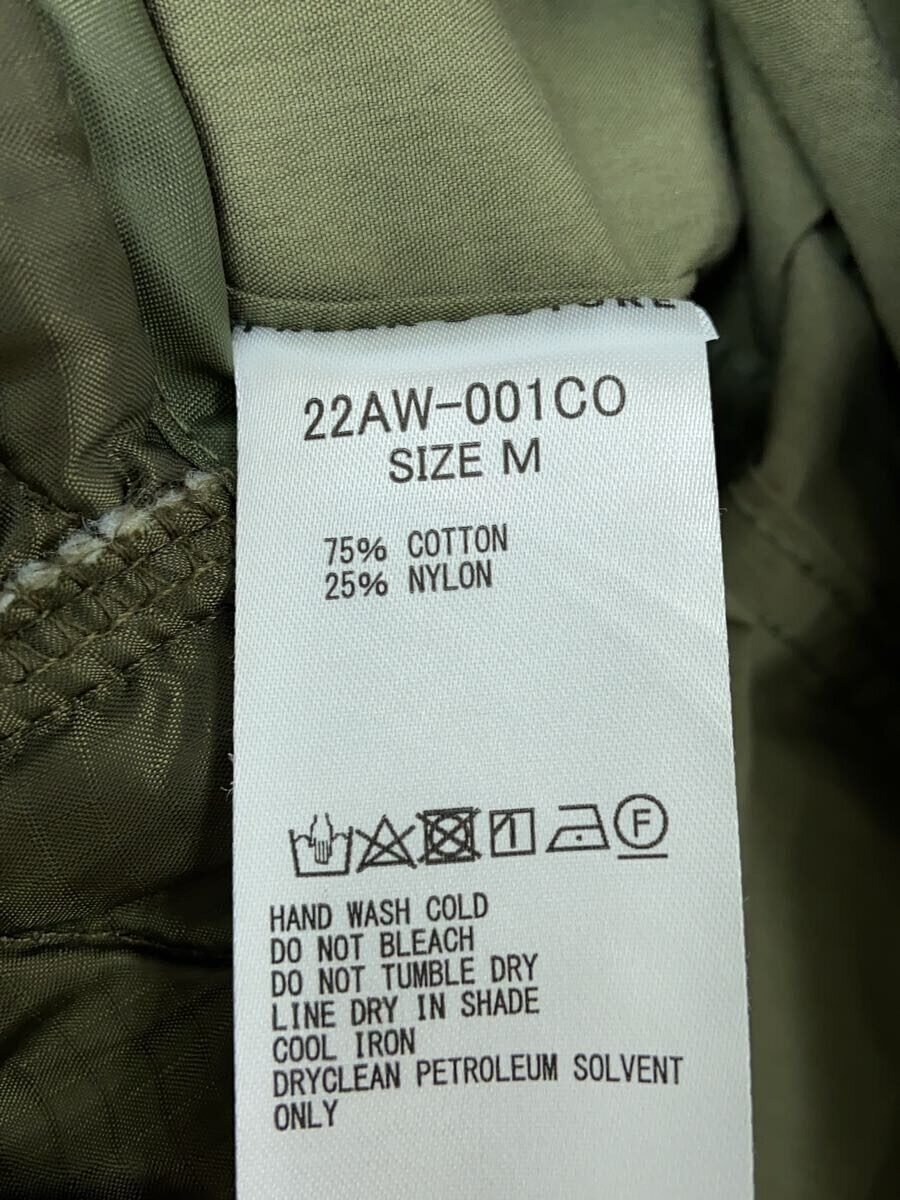 STORE
22AW-001CO
SIZE M
75% COTTON
25% NYLON
F
HAND WASH COLD
DO NOT BLEACH
DO NOT TUMBLE DRY
LINE DRY IN SHADE
COOL IRON
DRYCLEAN PETROLEUM SOLVENT
ONLY